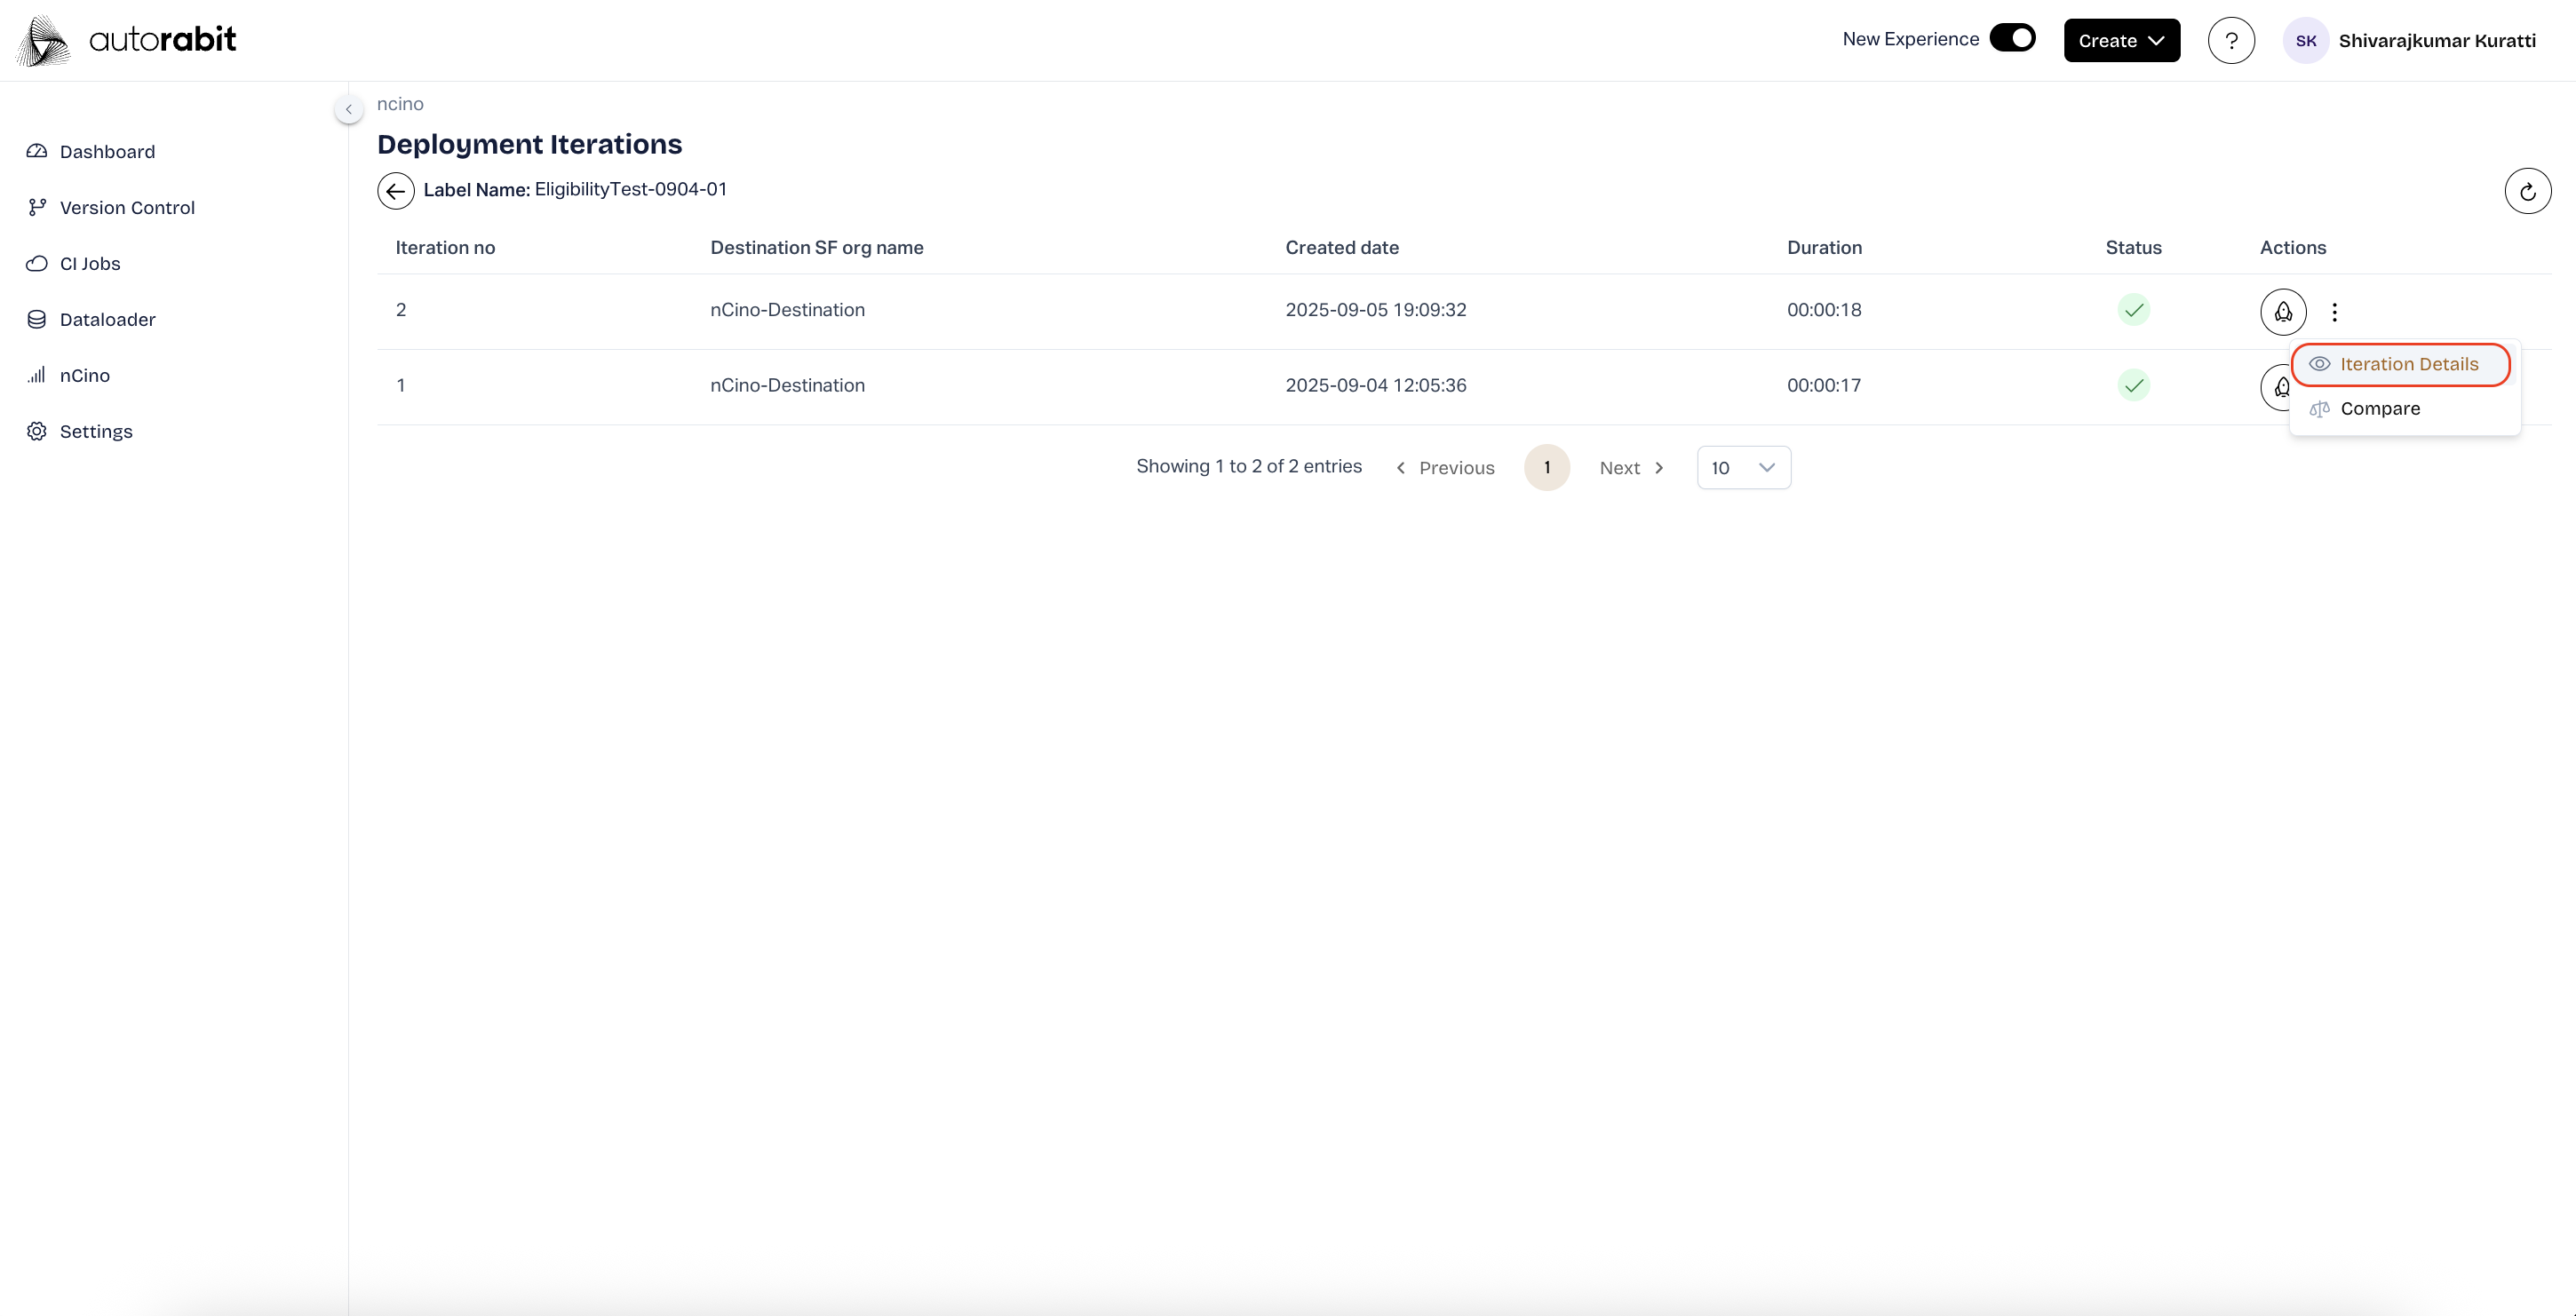 autorabit
New Experience Create ? SK Shivarajkumar Kuratti
Dashboard
Version Control
CI Jobs
Dataloader
nCino
Settings
ncino
Deployment Iterations
Label Name: EligibilityTest-0904-01
Iteration no Destination SF org name Created date Duration Status Actions
2 nCino-Destination 2025-09-05 19:09:32 00:00:18
1 nCino-Destination 2025-09-04 12:05:36 00:00:17
Iteration Details
Compare
Showing 1 to 2 of 2 entries Previous 1 Next 10